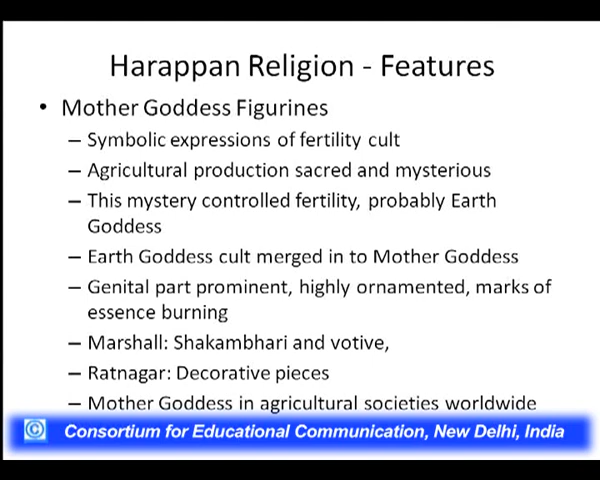 Harappan Religion - Features
• Mother Goddess Figurines
– Symbolic expressions of fertility cult
– Agricultural production sacred and mysterious
– This mystery controlled fertility, probably Earth
Goddess
– Earth Goddess cult merged in to Mother Goddess
– Genital part prominent, highly ornamented, marks of
essence burning
– Marshall: Shakambhari and votive,
– Ratnagar: Decorative pieces
– Mother Goddess in agricultural societies worldwide
© Consortium for Educational Communication, New Delhi, India